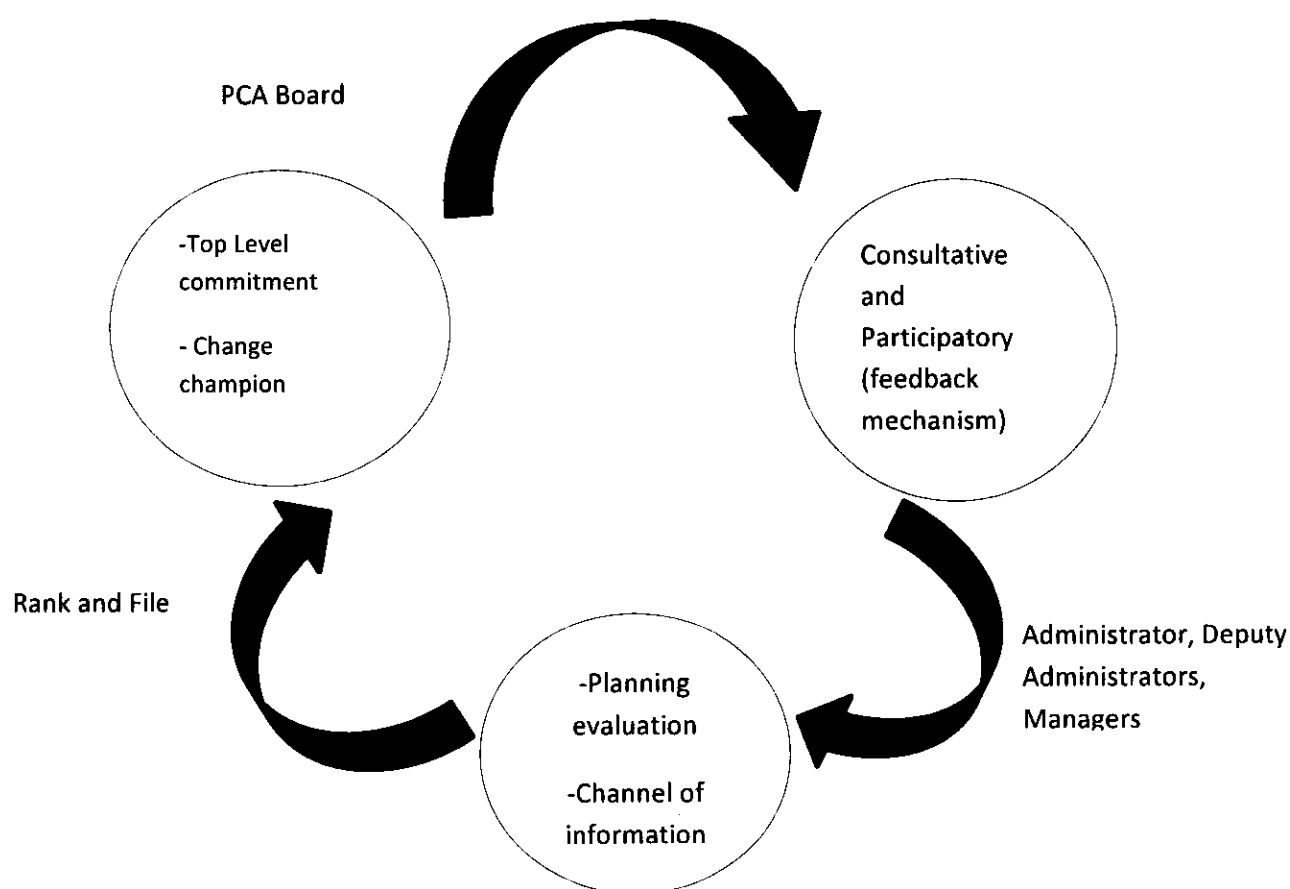 PCA Board
-Top Level
commitment
- Change
champion
Consultative
and
Participatory
(feedback
mechanism)
Rank and File
Administrator, Deputy
Administrators,
Managers
-Planning
evaluation
-Channel of
information